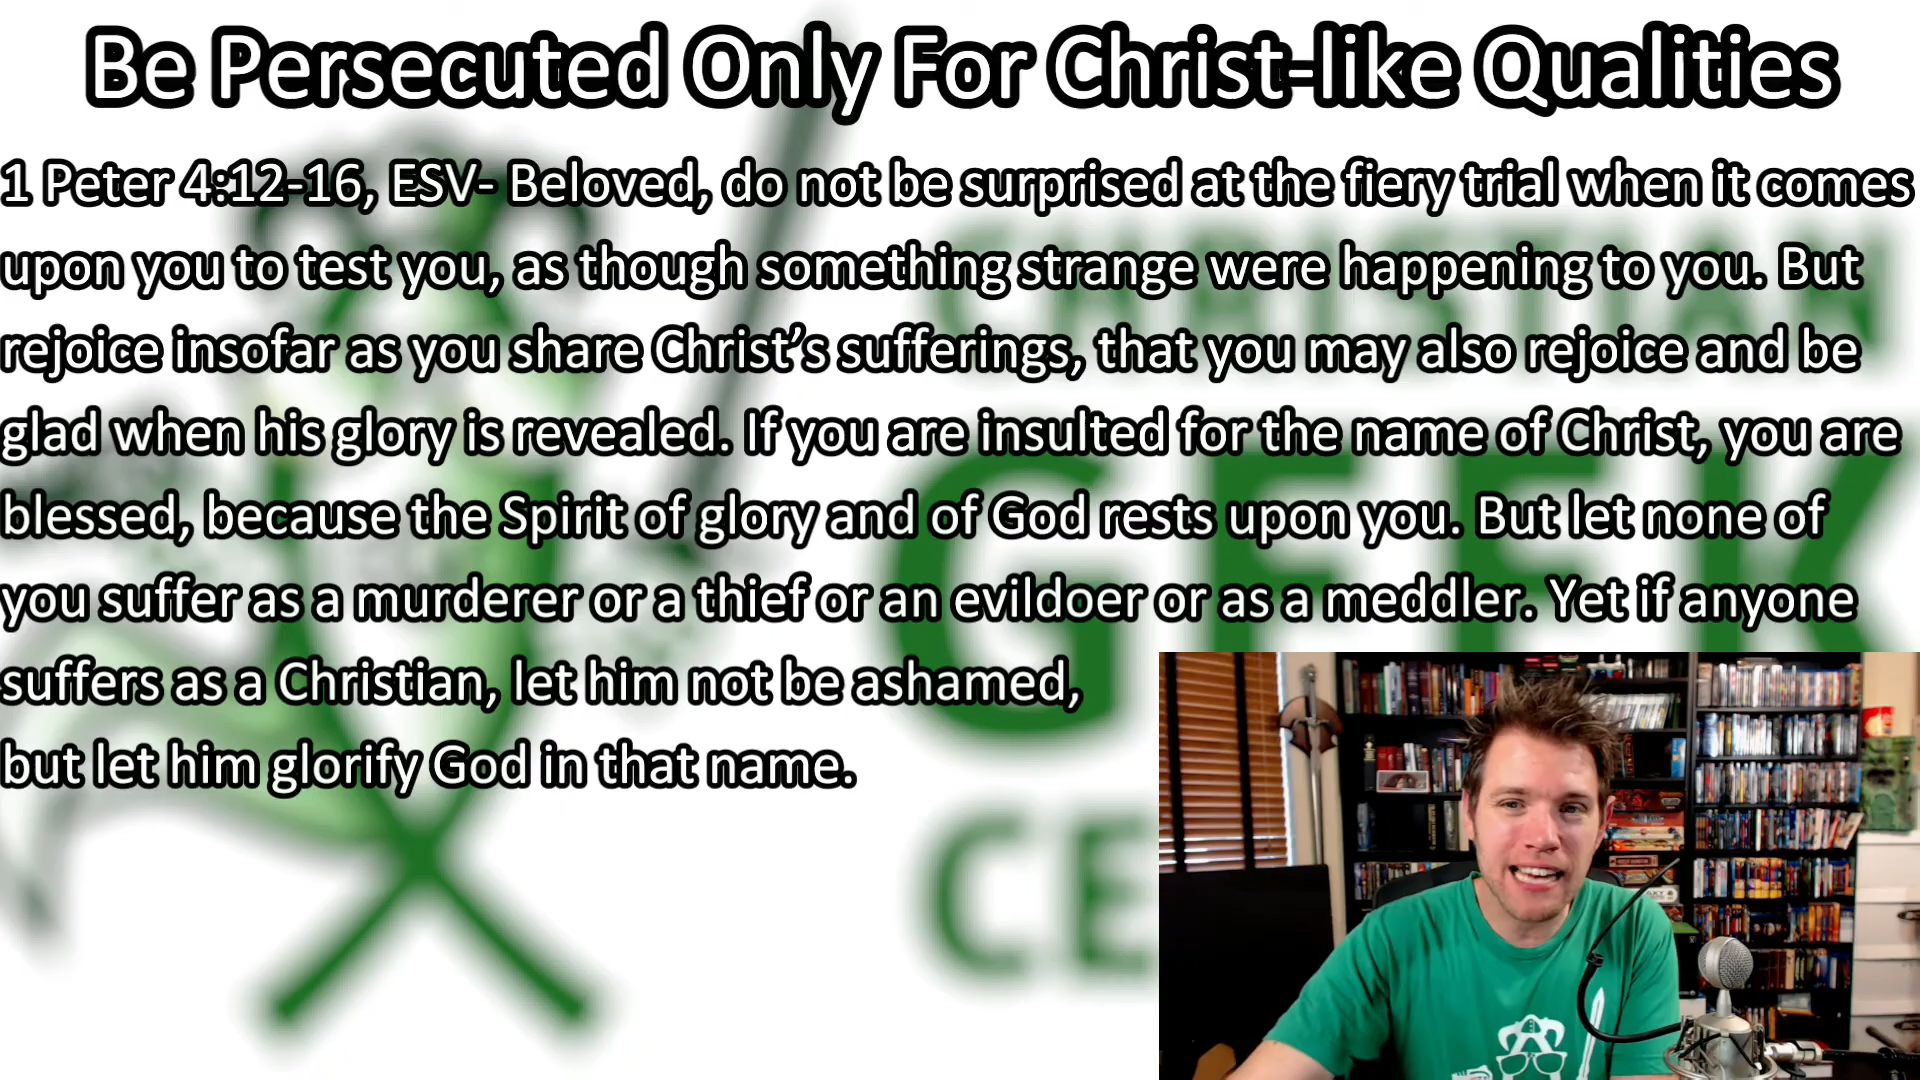 Be Persecuted Only For Christ-like Qualities
1 Peter 4:12-16, ESV- Beloved, do not be surprised at the fiery trial when it comes
upon you to test you, as though something strange were happening to you. But
rejoice insofar as you share Christ’s sufferings, that you may also rejoice and be
glad when his glory is revealed. If you are insulted for the name of Christ, you are
blessed, because the Spirit of glory and of God rests upon you. But let none of
you suffer as a murderer or a thief or an evildoer or as a meddler. Yet if anyone
suffers as a Christian, let him not be ashamed,
but let him glorify God in that name.
CHRISTIAN
GEEK
CE